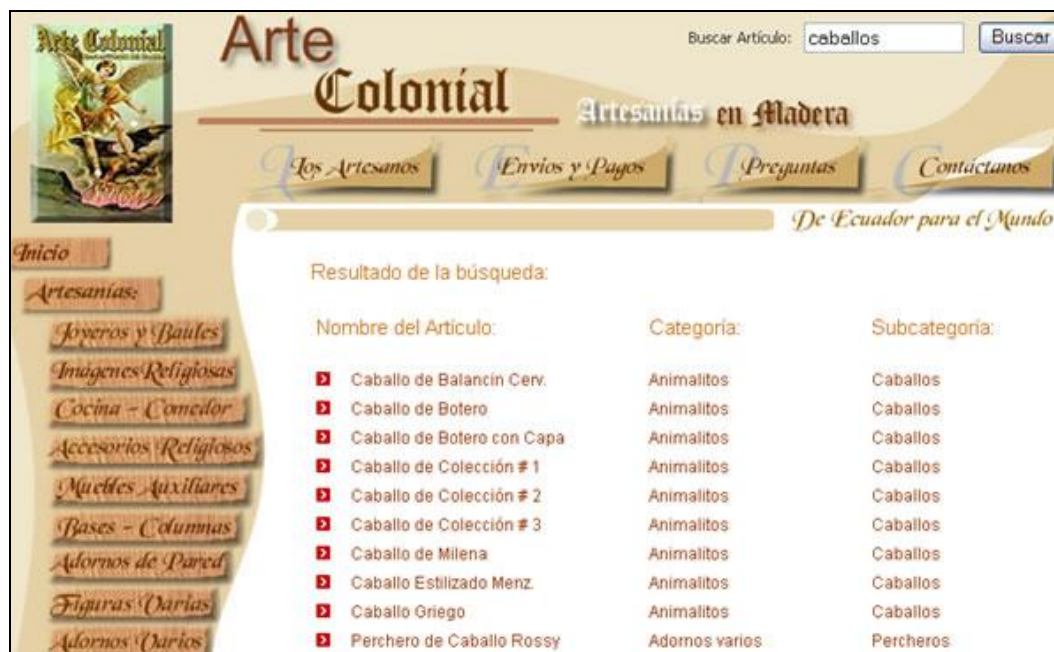 Arte Colonial
Arte
Colonial
Artesanías en Madera
Buscar Artículo: caballos Buscar
Los Artesanos Envíos y Pagos Preguntas Contáctanos
De Ecuador para el Mundo
Inicio
Artesanías:
Joyeros y Baules
Imágenes Religiosas
Cocina - Comedor
Accesorios Religiosos
Muebles Auxiliares
Bases - Columnas
Adornos de Pared
Figuras Varias
Adornos Varios
Resultado de la búsqueda:
Nombre del Artículo: Categoría: Subcategoría:
Caballo de Balancín Cerv. Animalitos Caballos
Caballo de Botero Animalitos Caballos
Caballo de Botero con Capa Animalitos Caballos
Caballo de Colección # 1 Animalitos Caballos
Caballo de Colección # 2 Animalitos Caballos
Caballo de Colección # 3 Animalitos Caballos
Caballo de Milena Animalitos Caballos
Caballo Estilizado Menz. Animalitos Caballos
Caballo Griego Animalitos Caballos
Perchero de Caballo Rossy Adornos varios Percheros